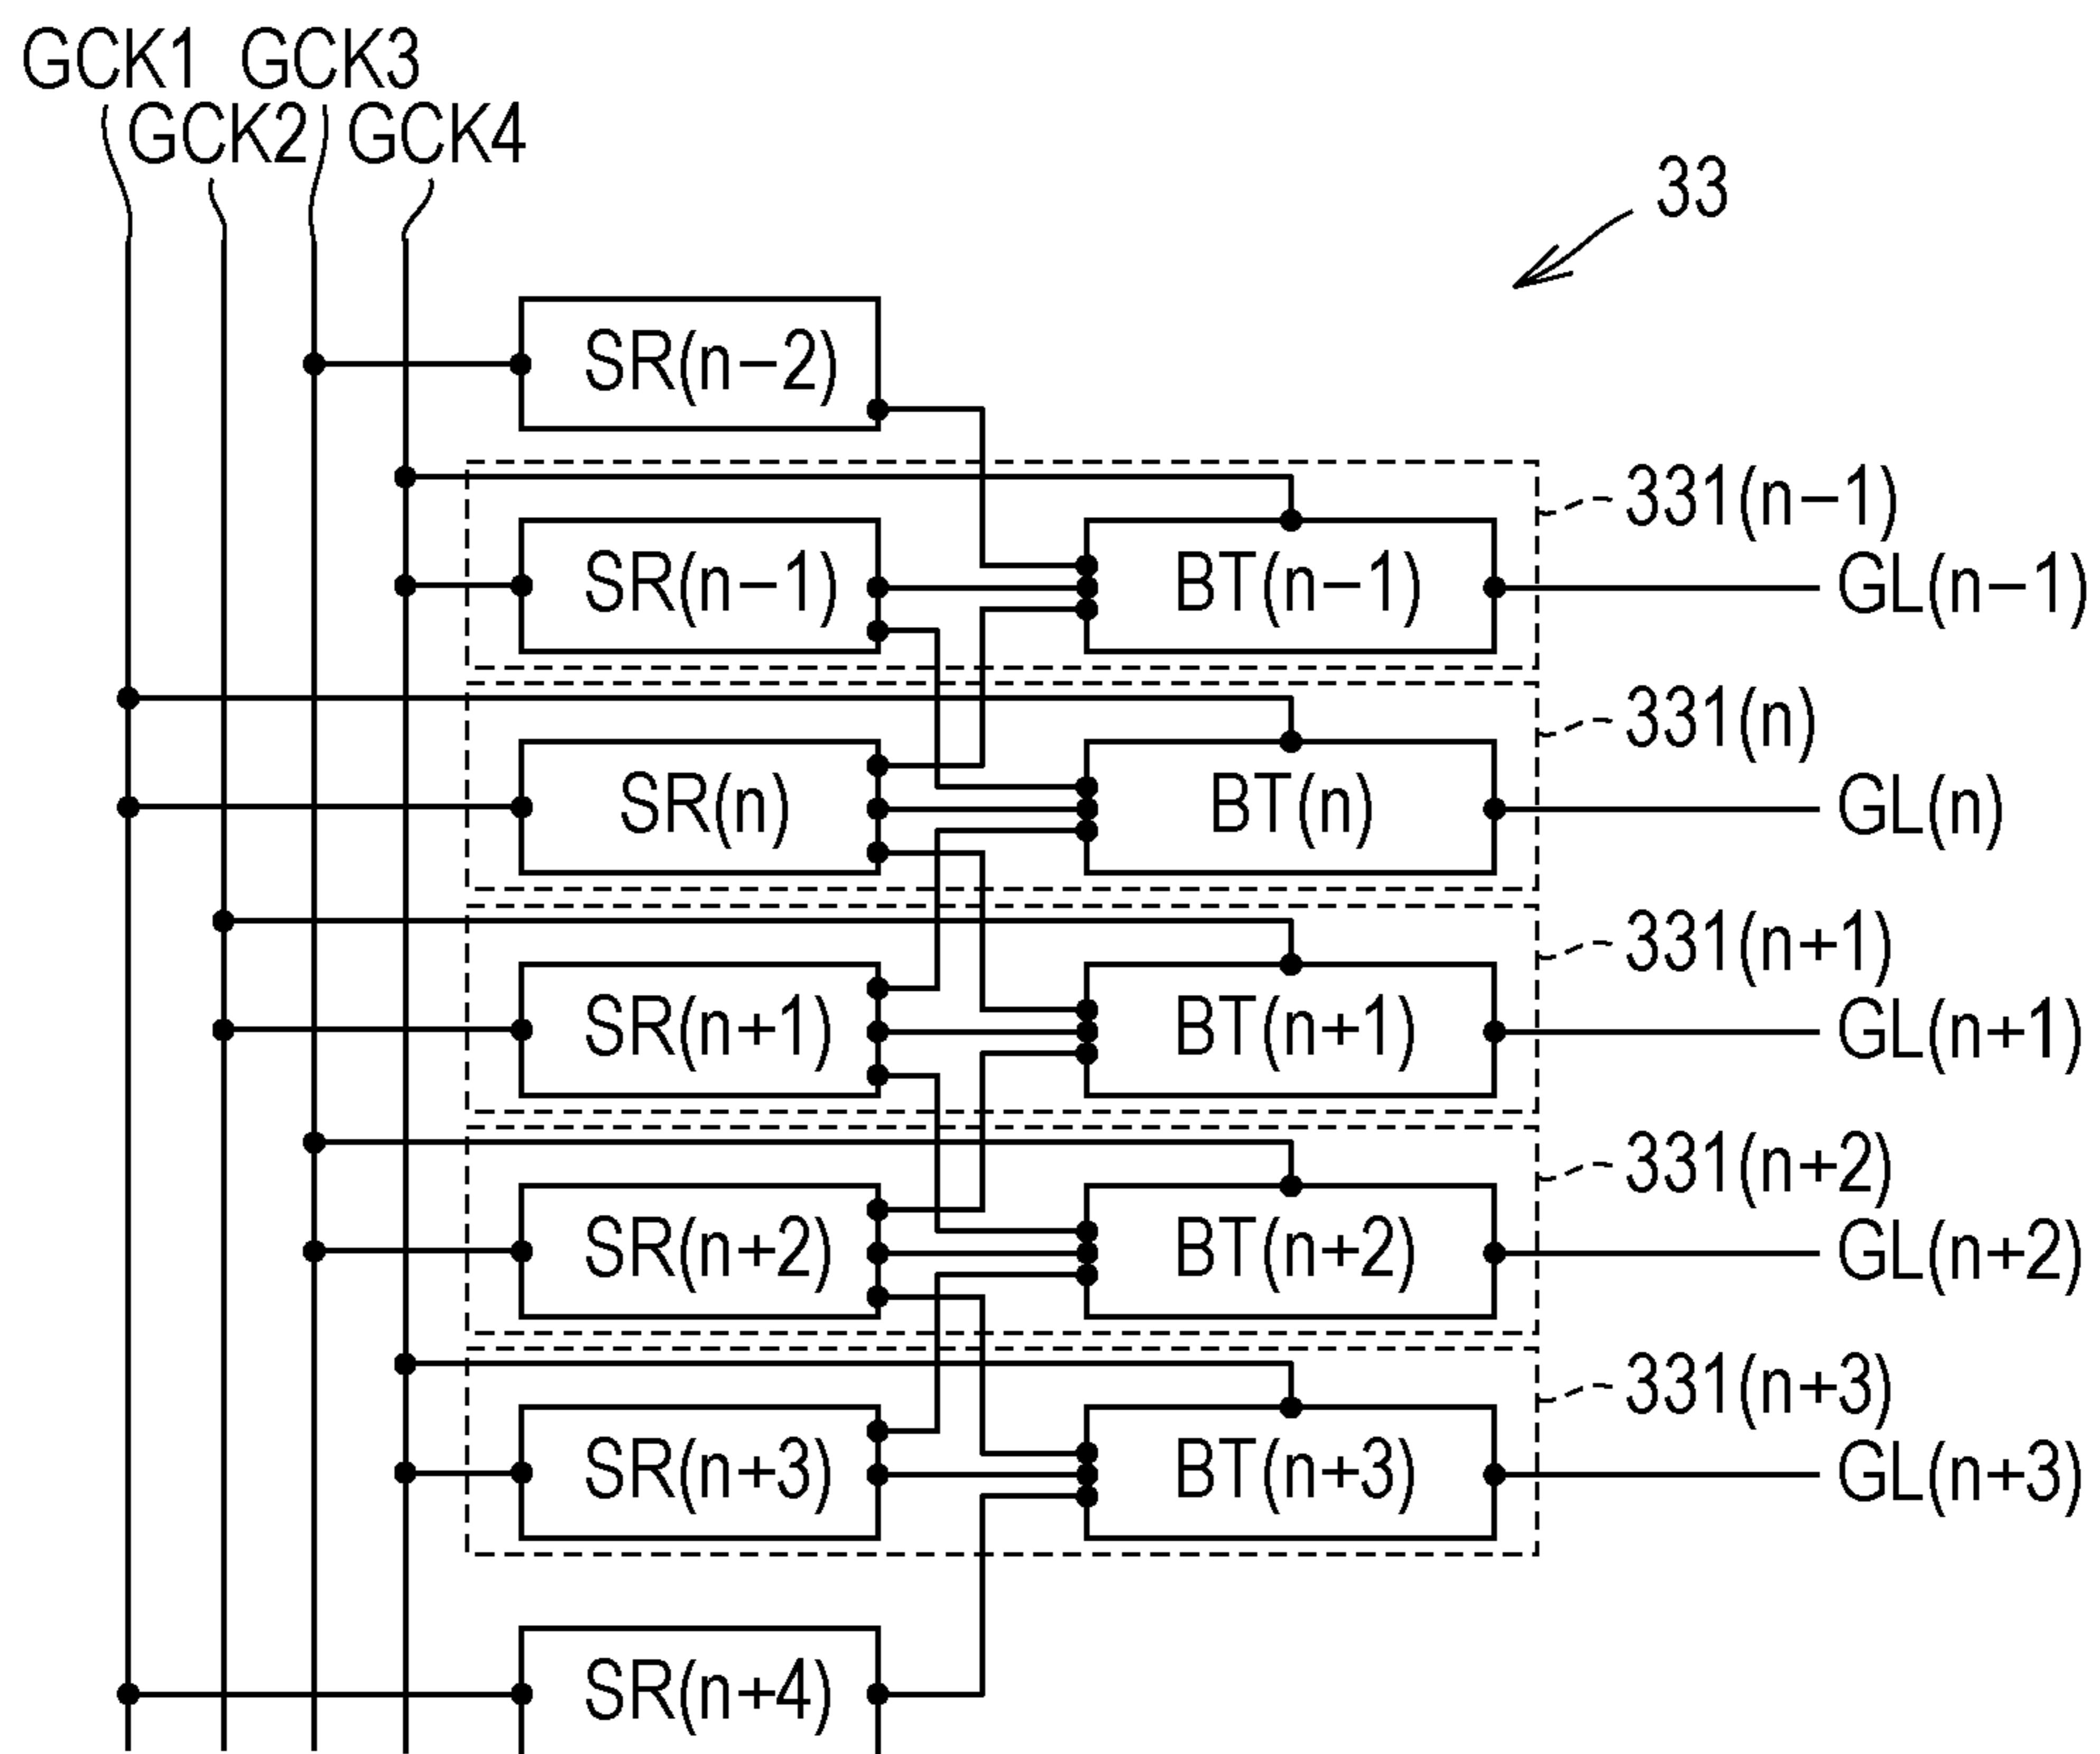 GCK1 GCK3
GCK2 GCK4
33
SR(n−2)
331(n−1)
SR(n−1) BT(n−1) GL(n−1)
331(n)
SR(n) BT(n) GL(n)
331(n+1)
SR(n+1) BT(n+1) GL(n+1)
331(n+2)
SR(n+2) BT(n+2) GL(n+2)
331(n+3)
SR(n+3) BT(n+3) GL(n+3)
SR(n+4)